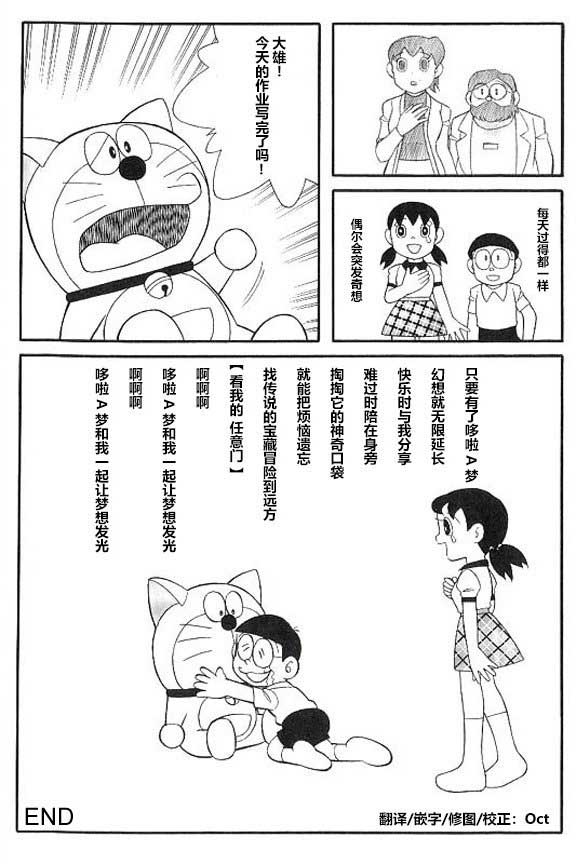 大雄！
今天的作业写完了吗！
每天过得都一样
偶尔会突发奇想
只要有了哆啦A梦
幻想就无限延长
快乐时与我分享
难过时陪在身旁
掏掏它的神奇口袋
就能把烦恼遗忘
找传说的宝藏冒险到远方
【看我的 任意门】
啊啊啊
哆啦A梦和我一起让梦想发光
啊啊啊
哆啦A梦和我一起让梦想发光
END
翻译/嵌字/修图/校正：Oct